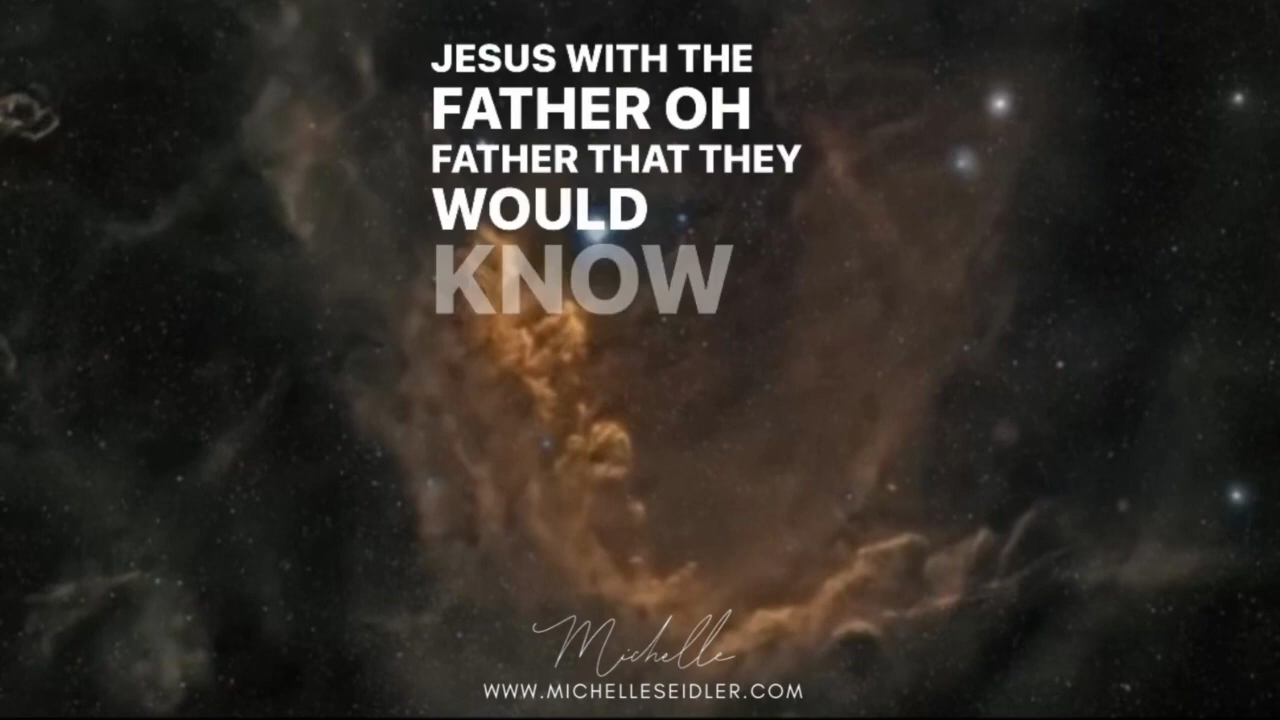 JESUS WITH THE
FATHER OH
FATHER THAT THEY
WOULD
KNOW
Michelle
WWW.MICHELLESEIDLER.COM